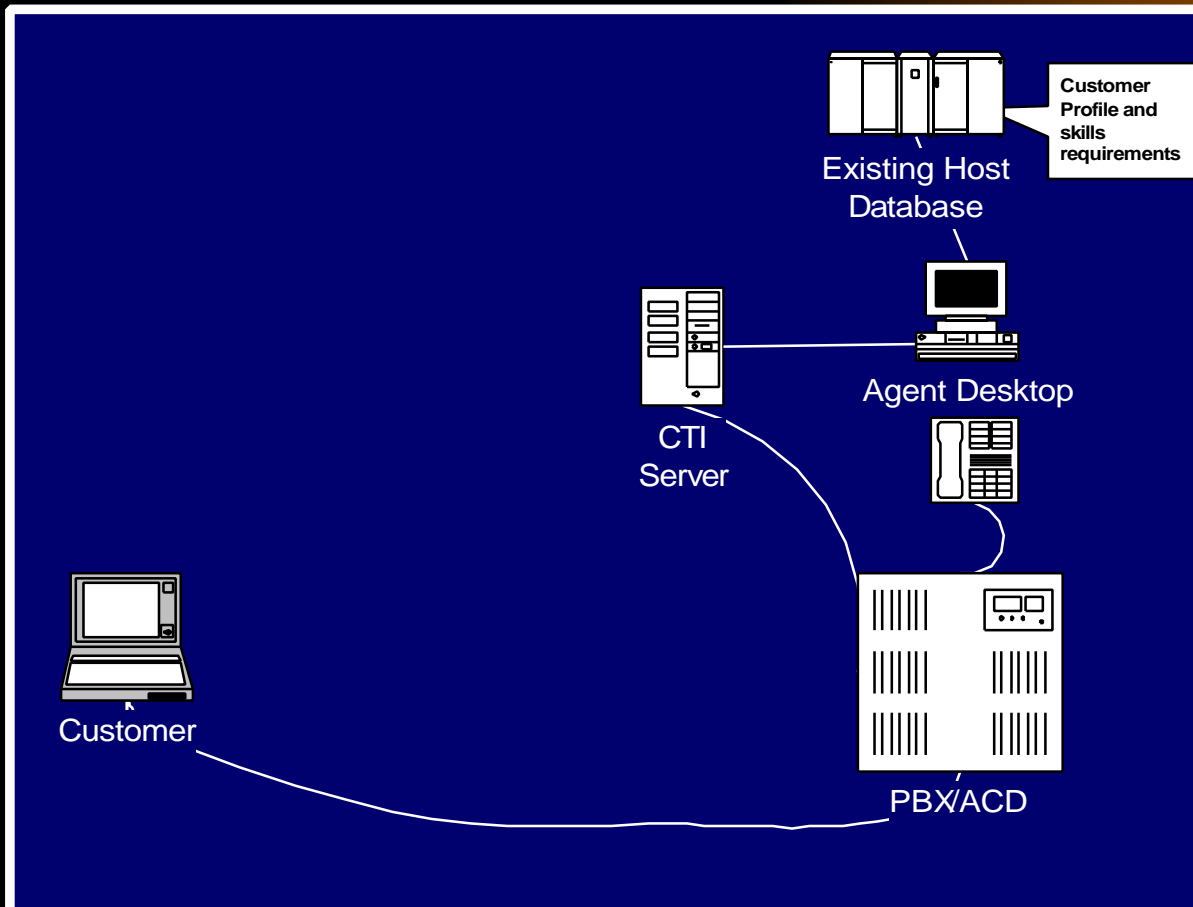 Customer
Profile and
skills
requirements
Existing Host
Database
Agent Desktop
CTI
Server
Customer
PBX/ACD